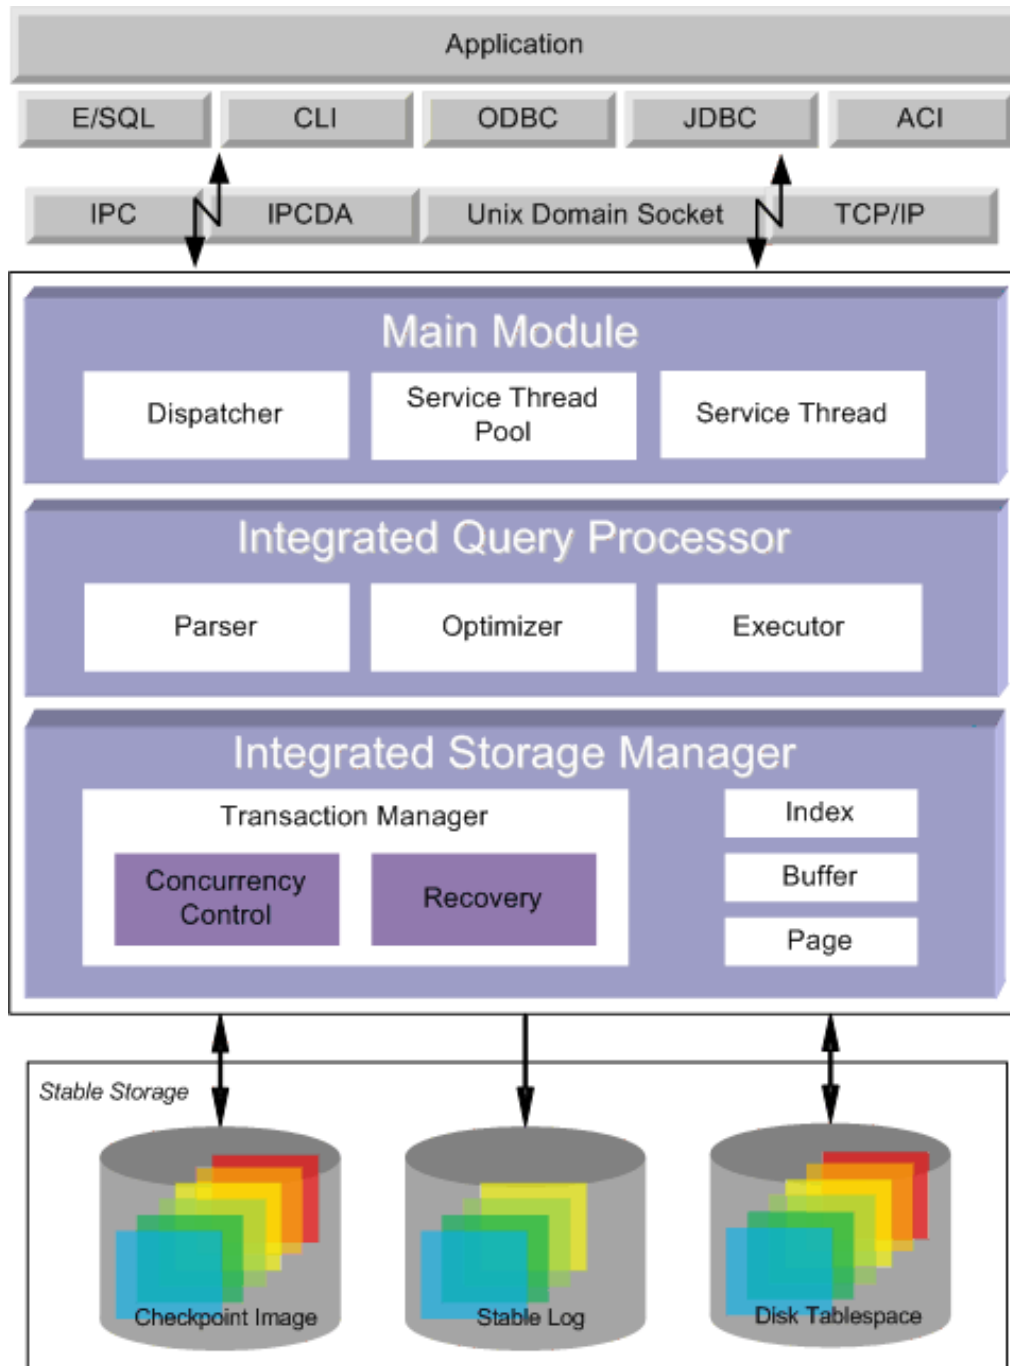 Application
E/SQL
CLI
ODBC
JDBC
ACI
IPC
IPCDA
Unix Domain Socket
TCP/IP
Main Module
Dispatcher
Service Thread
Pool
Service Thread
Integrated Query Processor
Parser
Optimizer
Executor
Integrated Storage Manager
Transaction Manager
Concurrency
Control
Recovery
Index
Buffer
Page
Stable Storage
Checkpoint Image
Stable Log
Disk Tablespace